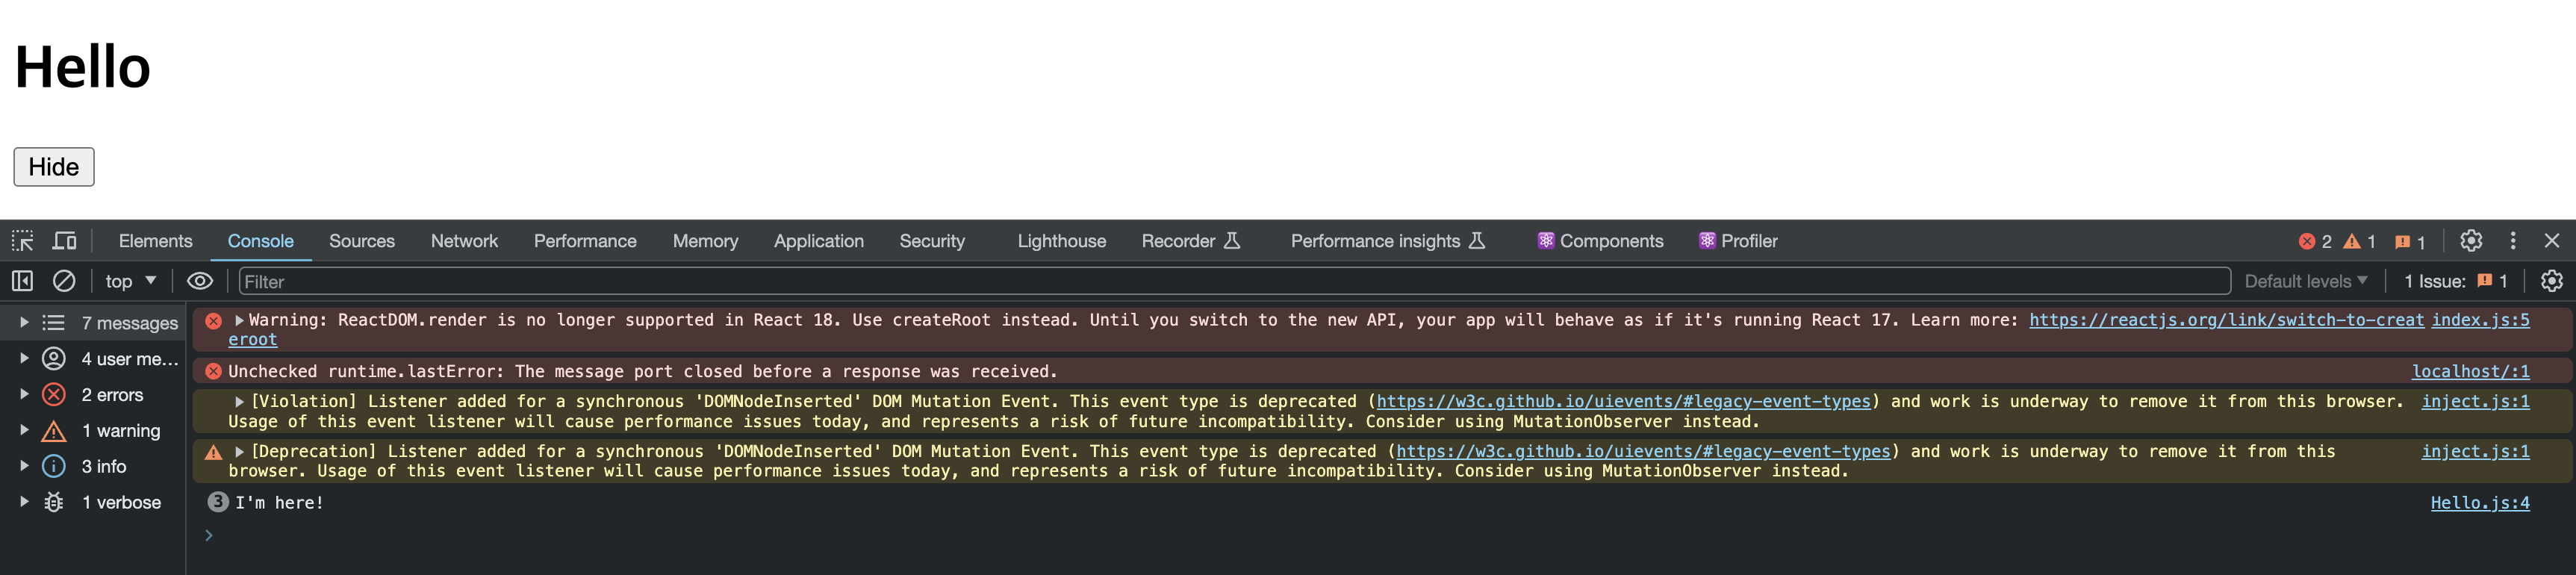 Hello
Hide
Elements Console Sources Network Performance Memory Application Security Lighthouse Recorder Performance insights Components Profiler 2 1 1
top Filter Default levels 1 Issue: 1
7 messages
4 user me...
2 errors
1 warning
3 info
1 verbose
Warning: ReactDOM.render is no longer supported in React 18. Use createRoot instead. Until you switch to the new API, your app will behave as if it's running React 17. Learn more: https://reactjs.org/link/switch-to-creat index.js:5
eroot
Unchecked runtime.lastError: The message port closed before a response was received. localhost/:1
[Violation] Listener added for a synchronous 'DOMNodeInserted' DOM Mutation Event. This event type is deprecated (https://w3c.github.io/uievents/#legacy-event-types) and work is underway to remove it from this browser. inject.js:1
Usage of this event listener will cause performance issues today, and represents a risk of future incompatibility. Consider using MutationObserver instead.
[Deprecation] Listener added for a synchronous 'DOMNodeInserted' DOM Mutation Event. This event type is deprecated (https://w3c.github.io/uievents/#legacy-event-types) and work is underway to remove it from this inject.js:1
browser. Usage of this event listener will cause performance issues today, and represents a risk of future incompatibility. Consider using MutationObserver instead.
3 I'm here! Hello.js:4